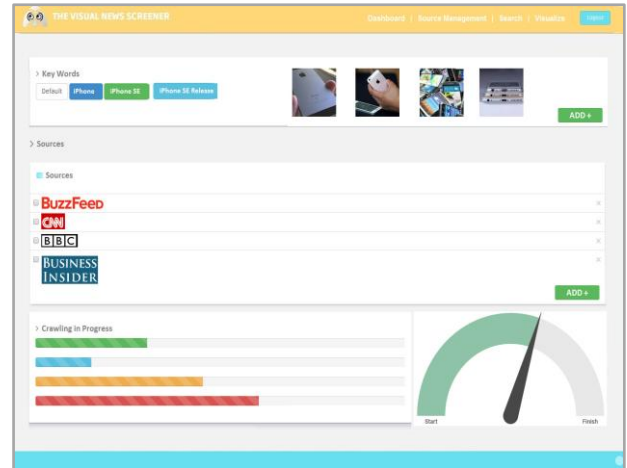 THE VISUAL NEWS SCREENER
Dashboard | Source Management | Search | Visualize
> Key Words
Default iPhone iPhone SE iPhone SE Release
ADD +
> Sources
Sources
BuzzFeed
CNN
BBC
BUSINESS
INSIDER
ADD +
> Crawling in Progress
Start Finish